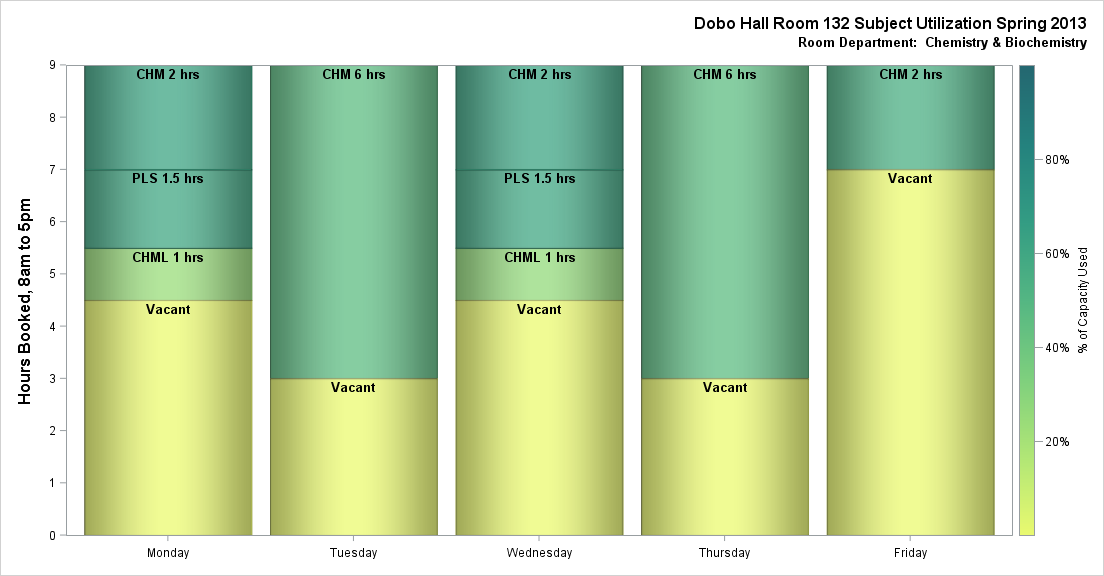 Dobo Hall Room 132 Subject Utilization Spring 2013
Room Department:  Chemistry & Biochemistry
Hours Booked, 8am to 5pm
9
8
7
6
5
4
3
2
1
0
CHM 2 hrs
PLS 1.5 hrs
CHML 1 hrs
Vacant
CHM 6 hrs
Vacant
CHM 2 hrs
PLS 1.5 hrs
CHML 1 hrs
Vacant
CHM 6 hrs
Vacant
CHM 2 hrs
Vacant
Monday
Tuesday
Wednesday
Thursday
Friday
80%
60%
40%
20%
% of Capacity Used